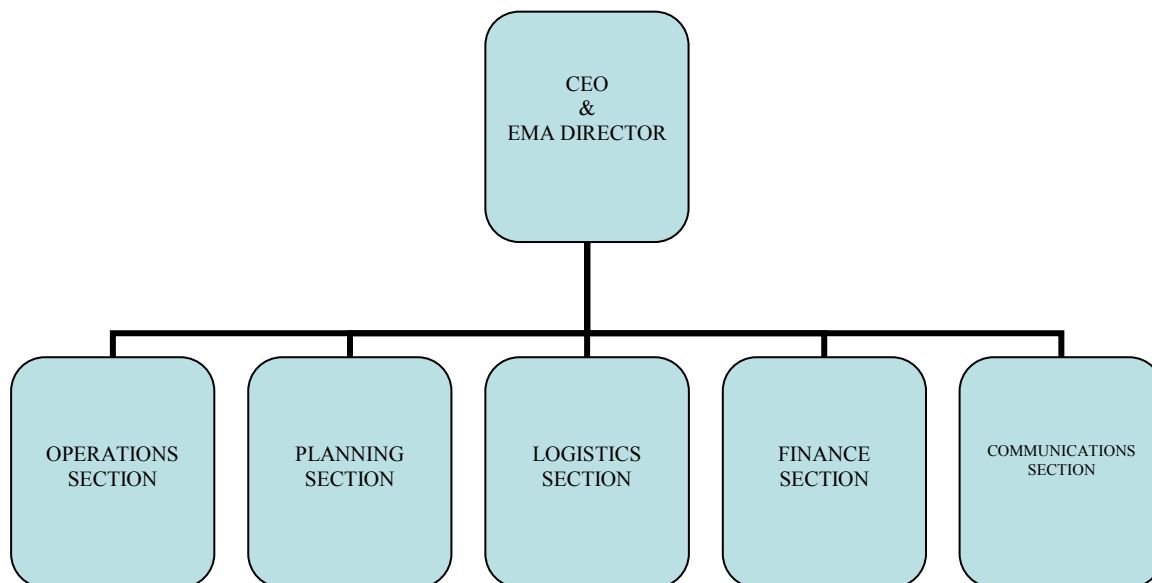 CEO
&
EMA DIRECTOR
OPERATIONS
SECTION
PLANNING
SECTION
LOGISTICS
SECTION
FINANCE
SECTION
COMMUNICATIONS
SECTION